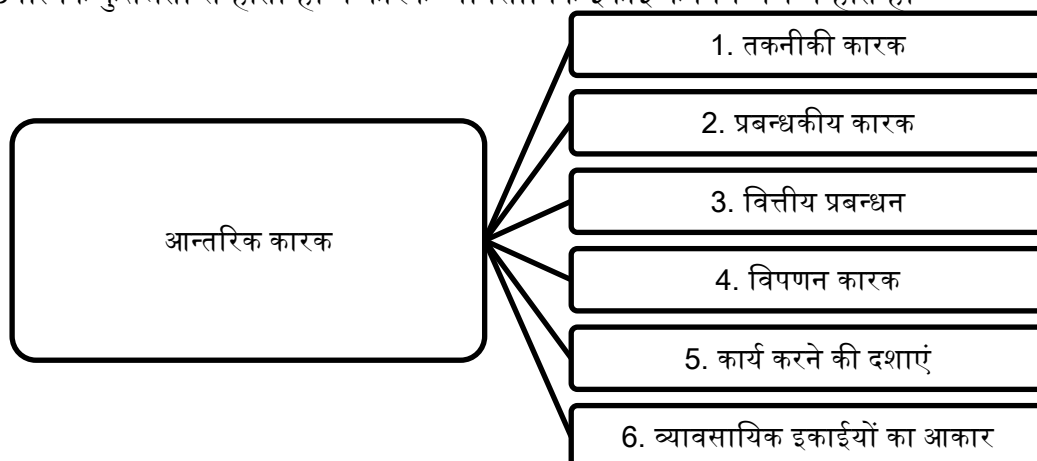 1. तकनीकी कारक
2. प्रबन्धकीय कारक
3. वित्तीय प्रबन्धन
आन्तरिक कारक
4. विपणन कारक
5. कार्य करने की दशाएं
6. व्यावसायिक इकाईयों का आकार